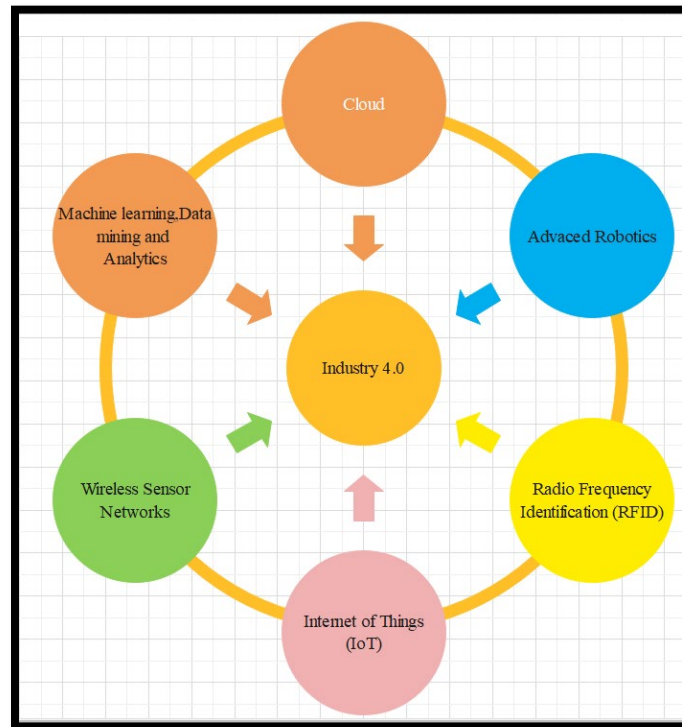 Cloud
Machine learning,Data
mining and
Analytics
Advaced Robotics
Industry 4.0
Wireless Sensor
Networks
Radio Frequency
Identification (RFID)
Internet of Things
(IoT)